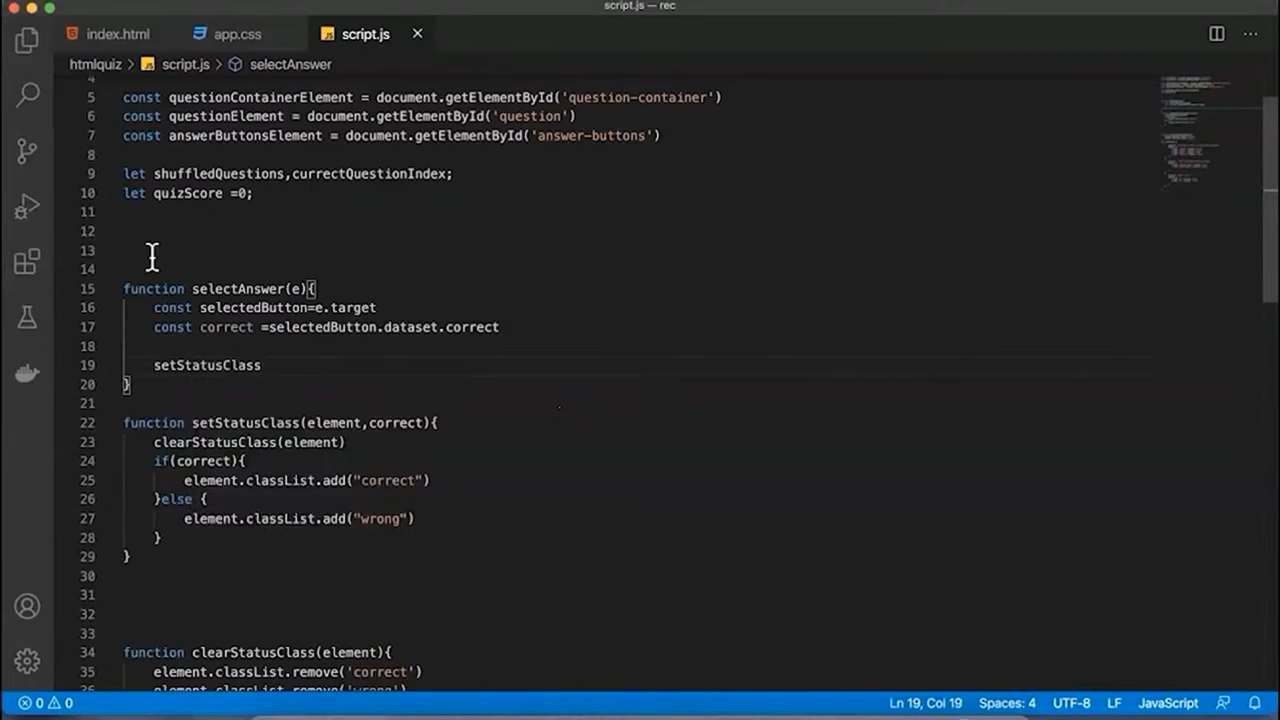 script.js — rec
index.html
app.css
script.js
htmlquiz > script.js > selectAnswer
4
5 const questionContainerElement = document.getElementById('question-container')
6 const questionElement = document.getElementById('question')
7 const answerButtonsElement = document.getElementById('answer-buttons')
8
9 let shuffledQuestions,currectQuestionIndex;
10 let quizScore =0;
11
12
13
14
15 function selectAnswer(e){
16 const selectedButton=e.target
17 const correct =selectedButton.dataset.correct
18
19 setStatusClass
20 }
21
22 function setStatusClass(element,correct){
23 clearStatusClass(element)
24 if(correct){
25 element.classList.add("correct")
26 }else {
27 element.classList.add("wrong")
28 }
29 }
30
31
32
33
34 function clearStatusClass(element){
35 element.classList.remove('correct')
36 element.classList.remove('wrong')
0 0 Ln 19, Col 19 Spaces: 4 UTF-8 LF JavaScript